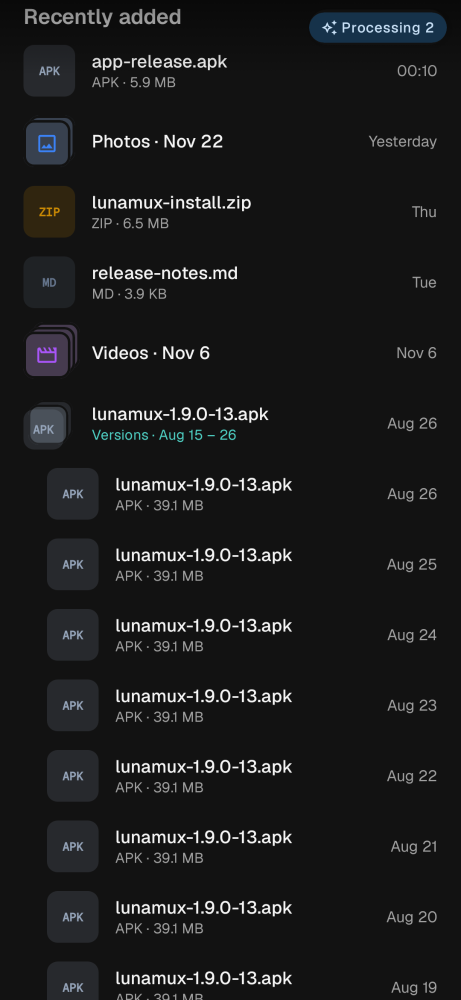 Recently added
Processing 2
APK
app-release.apk
APK · 5.9 MB
00:10
Photos · Nov 22
Yesterday
ZIP
lunamux-install.zip
ZIP · 6.5 MB
Thu
MD
release-notes.md
MD · 3.9 KB
Tue
Videos · Nov 6
Nov 6
APK
lunamux-1.9.0-13.apk
Versions · Aug 15 – 26
Aug 26
APK
lunamux-1.9.0-13.apk
APK · 39.1 MB
Aug 26
APK
lunamux-1.9.0-13.apk
APK · 39.1 MB
Aug 25
APK
lunamux-1.9.0-13.apk
APK · 39.1 MB
Aug 24
APK
lunamux-1.9.0-13.apk
APK · 39.1 MB
Aug 23
APK
lunamux-1.9.0-13.apk
APK · 39.1 MB
Aug 22
APK
lunamux-1.9.0-13.apk
APK · 39.1 MB
Aug 21
APK
lunamux-1.9.0-13.apk
APK · 39.1 MB
Aug 20
APK
lunamux-1.9.0-13.apk
APK · 39.1 MB
Aug 19